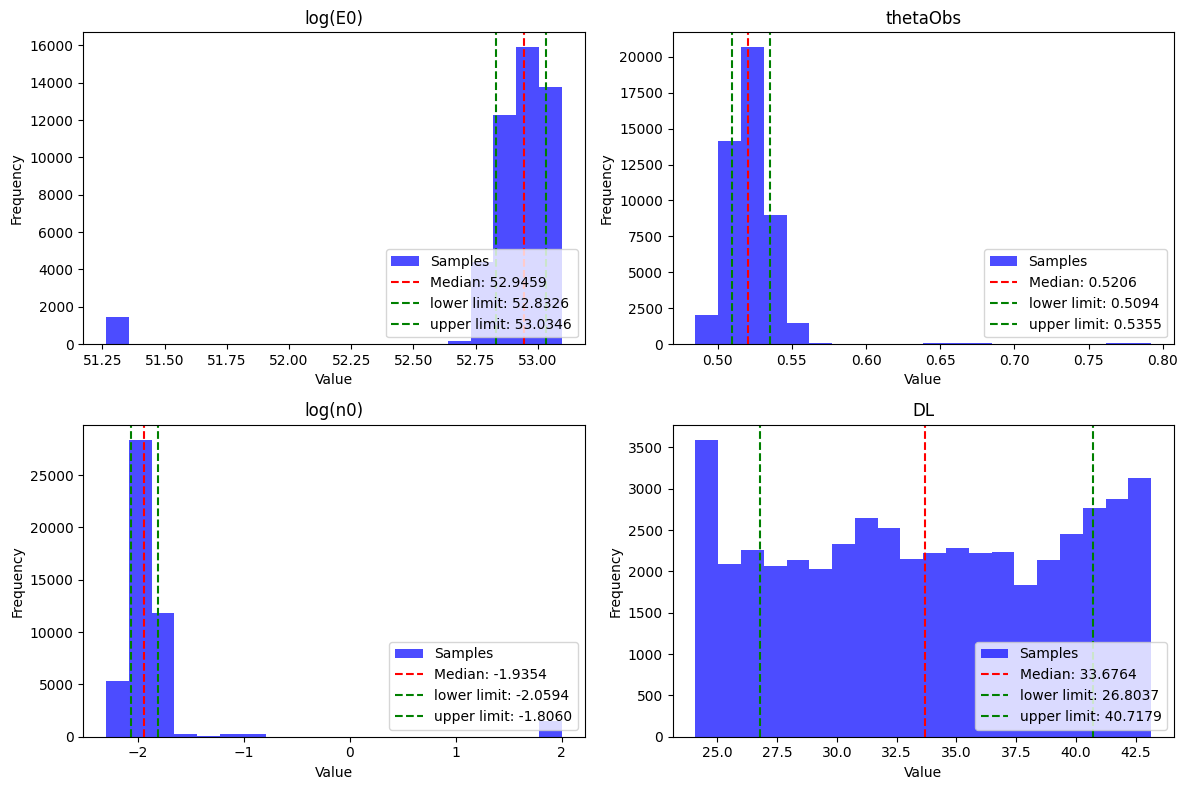 log(E0)
Frequency
16000
14000
12000
10000
8000
6000
4000
2000
0
Samples
Median: 52.9459
lower limit: 52.8326
upper limit: 53.0346
51.25 51.50 51.75 52.00 52.25 52.50 52.75 53.00
Value
thetaObs
Frequency
20000
17500
15000
12500
10000
7500
5000
2500
0
Samples
Median: 0.5206
lower limit: 0.5094
upper limit: 0.5355
0.50 0.55 0.60 0.65 0.70 0.75 0.80
Value
log(n0)
Frequency
25000
20000
15000
10000
5000
0
Samples
Median: -1.9354
lower limit: -2.0594
upper limit: -1.8060
−2 −1 0 1 2
Value
DL
Frequency
3500
3000
2500
2000
1500
1000
500
0
Samples
Median: 33.6764
lower limit: 26.8037
upper limit: 40.7179
25.0 27.5 30.0 32.5 35.0 37.5 40.0 42.5
Value